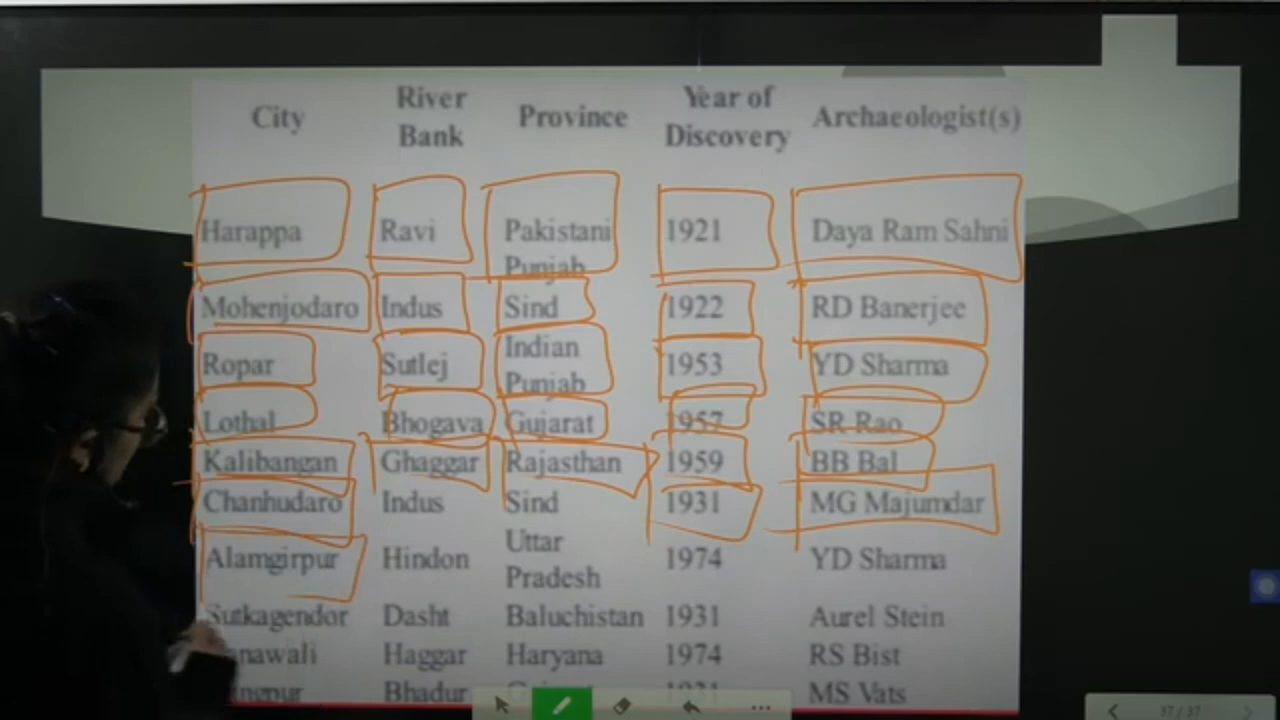 City River Bank Province Year of Discovery Archaeologist(s)
Harappa Ravi Pakistani Punjab 1921 Daya Ram Sahni
Mohenjodaro Indus Sind 1922 RD Banerjee
Ropar Sutlej Indian Punjab 1953 YD Sharma
Lothal Bhogava Gujarat 1957 SR Rao
Kalibangan Ghaggar Rajasthan 1959 BB Bal
Chanhudaro Indus Sind 1931 MG Majumdar
Alamgirpur Hindon Uttar Pradesh 1974 YD Sharma
Sutkagendor Dasht Baluchistan 1931 Aurel Stein
Haggar Haryana 1974 RS Bist
Bhadur MS Vats
37 / 37